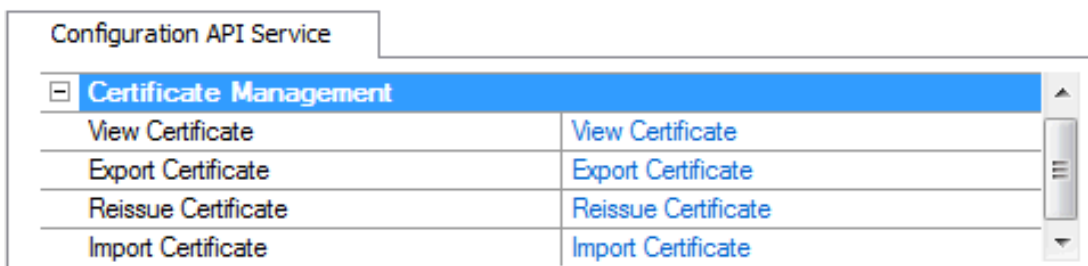 Configuration API Service
Certificate Management
View Certificate View Certificate
Export Certificate Export Certificate
Reissue Certificate Reissue Certificate
Import Certificate Import Certificate